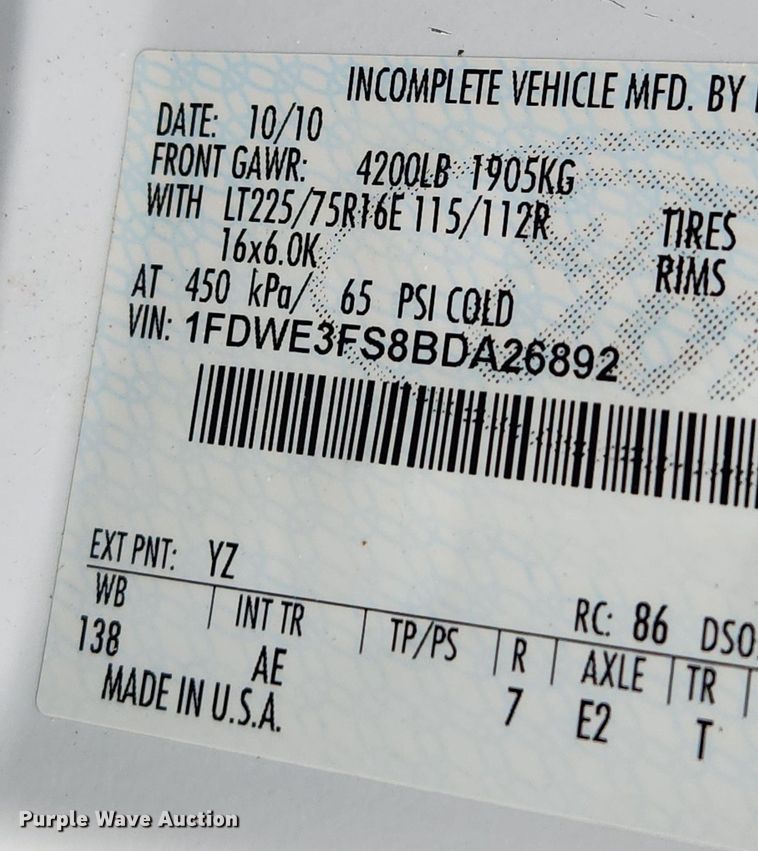 INCOMPLETE VEHICLE MFD. BY
DATE: 10/10
FRONT GAWR: 4200LB 1905KG
WITH LT225/75R16E 115/112R TIRES
16x6.0K RIMS
AT 450 kPa/ 65 PSI COLD
VIN: 1FDWE3FS8BDA26892
EXT PNT: YZ RC: 86 DSO
WB INT TR TP/PS R AXLE TR
138 AE 7 E2 T
MADE IN U.S.A.
Purple Wave Auction